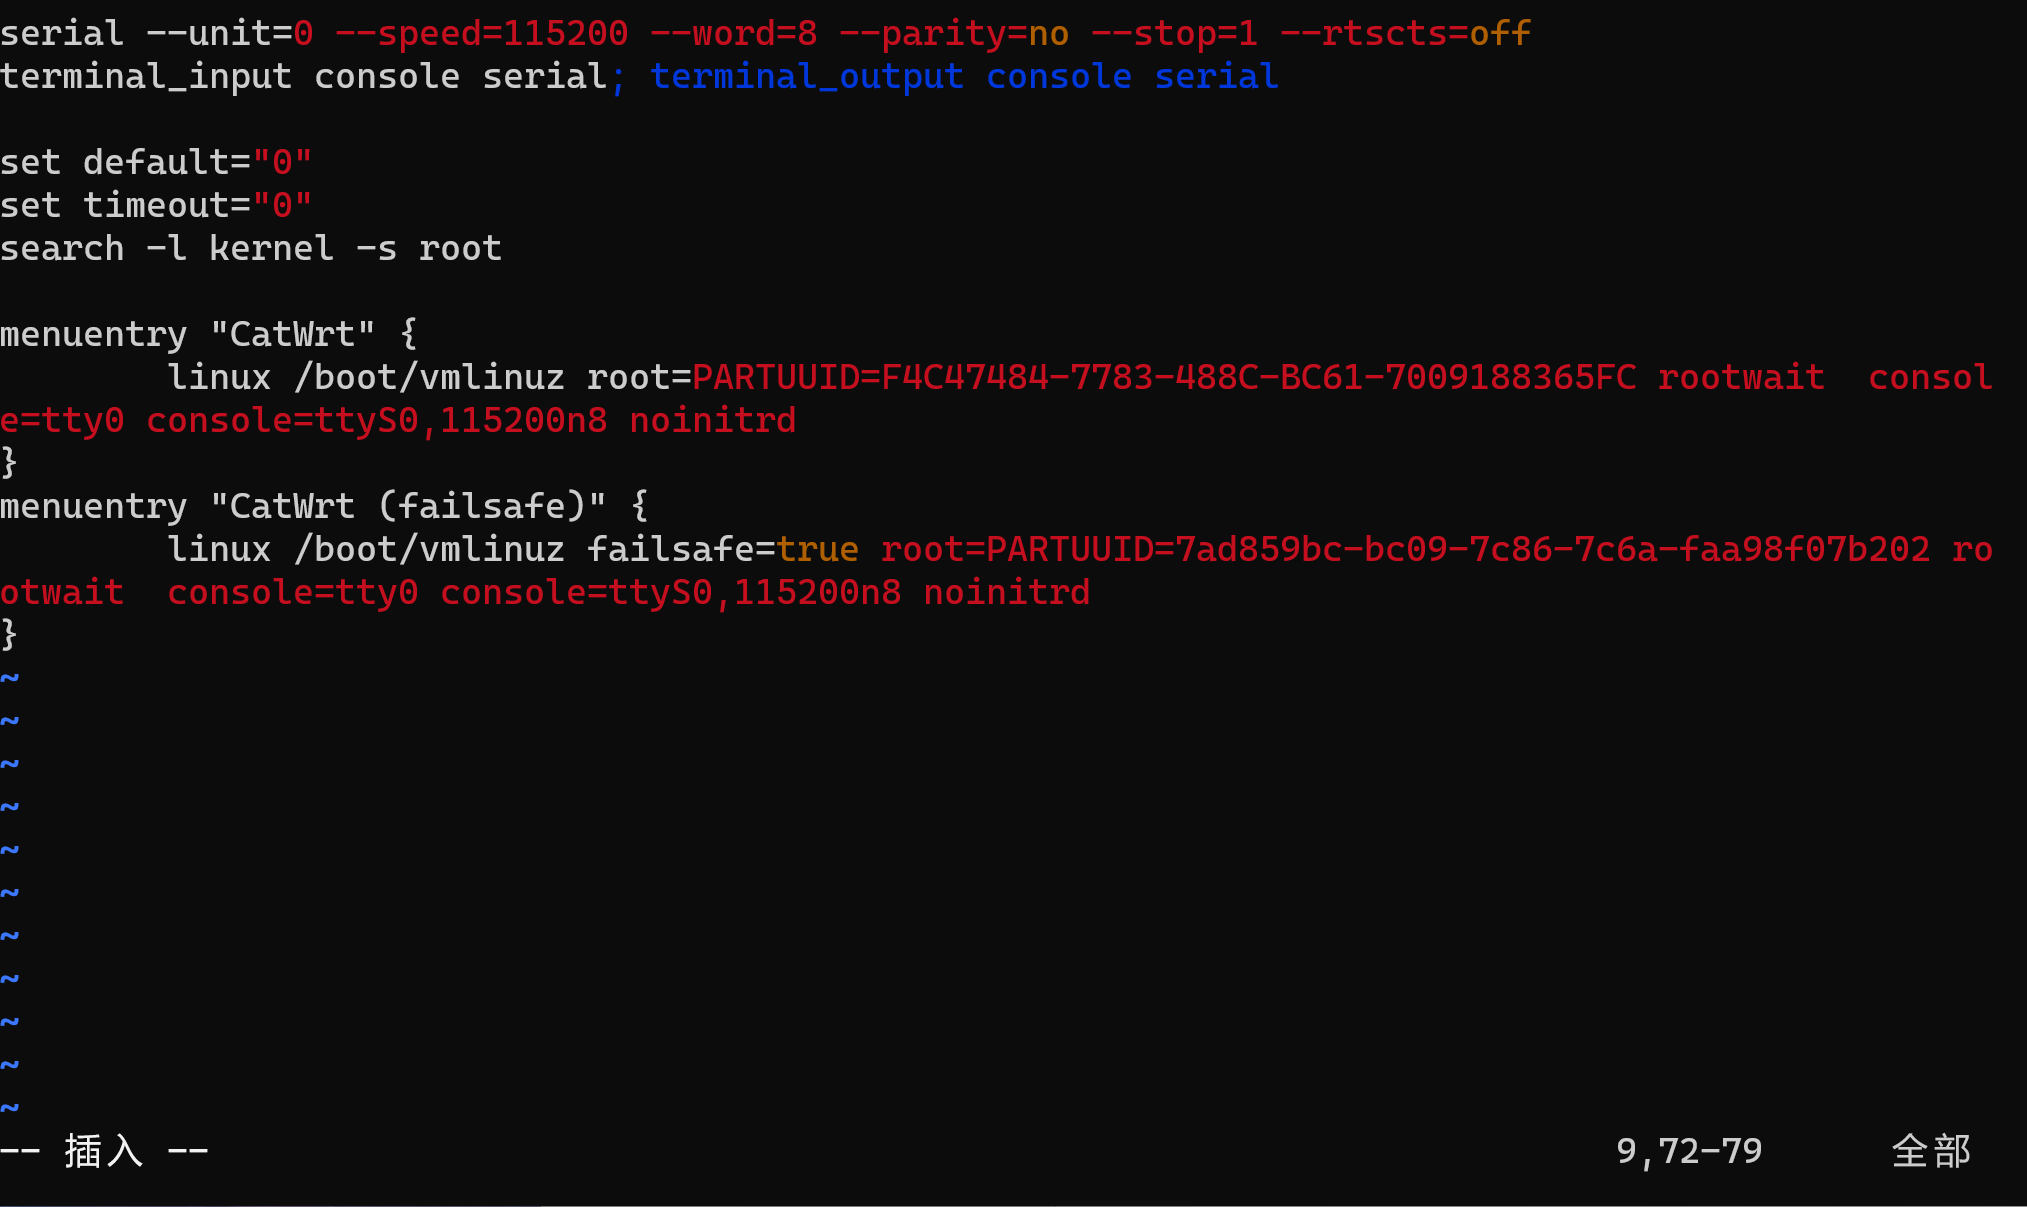 serial --unit=0 --speed=115200 --word=8 --parity=no --stop=1 --rtscts=off
terminal_input console serial; terminal_output console serial
set default="0"
set timeout="0"
search -l kernel -s root
menuentry "CatWrt" {
        linux /boot/vmlinuz root=PARTUUID=F4C47484-7783-488C-BC61-7009188365FC rootwait  consol
e=tty0 console=ttyS0,115200n8 noinitrd
}
menuentry "CatWrt (failsafe)" {
        linux /boot/vmlinuz failsafe=true root=PARTUUID=7ad859bc-bc09-7c86-7c6a-faa98f07b202 ro
otwait  console=tty0 console=ttyS0,115200n8 noinitrd
}
~
~
~
~
~
~
~
~
~
~
~
-- 插入 --                                                                   9,72-79      全部